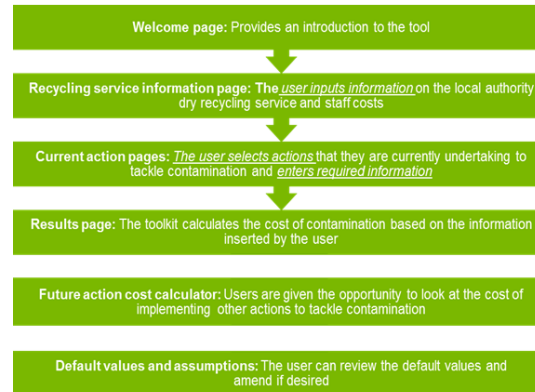 Welcome page: Provides an introduction to the tool
Recycling service information page: The user inputs information on the local authority
dry recycling service and staff costs
Current action pages: The user selects actions that they are currently undertaking to
tackle contamination and enters required information
Results page: The toolkit calculates the cost of contamination based on the information
inserted by the user
Future action cost calculator: Users are given the opportunity to look at the cost of
implementing other actions to tackle contamination
Default values and assumptions: The user can review the default values and
amend if desired